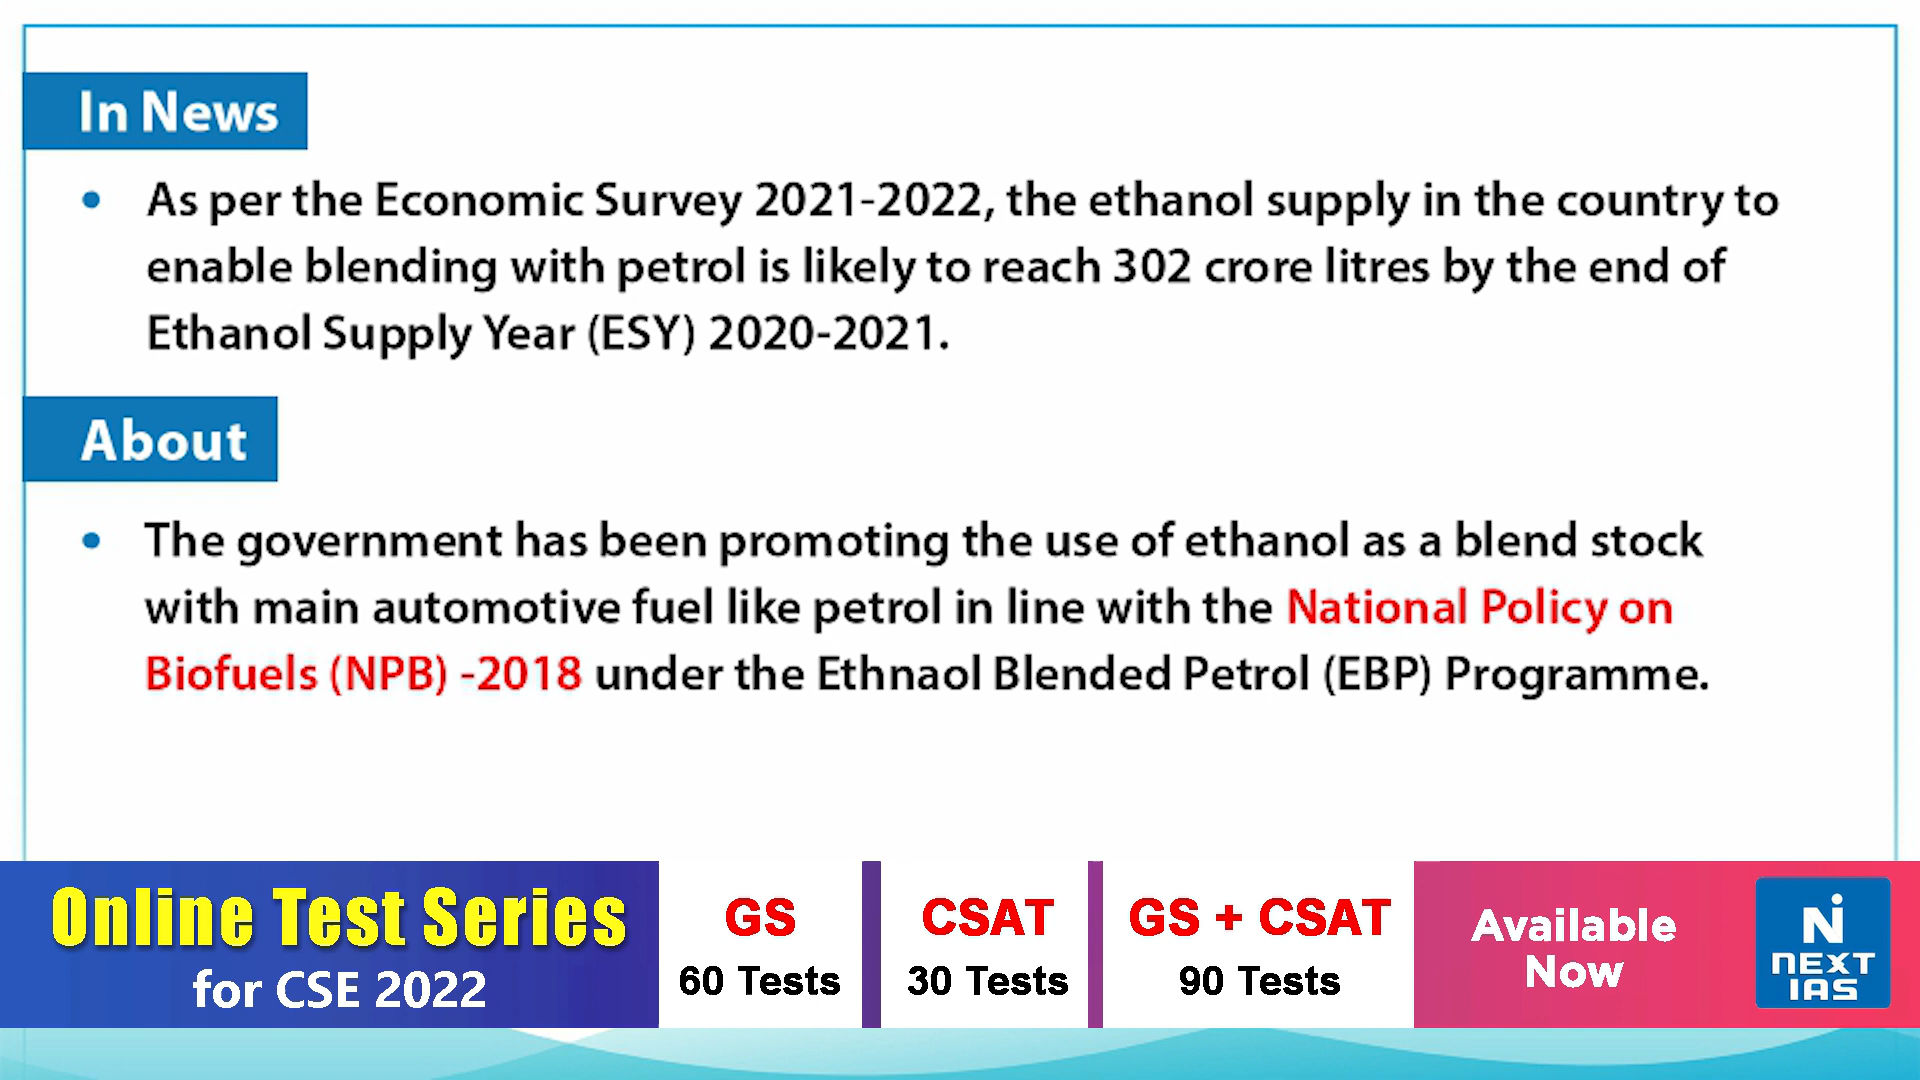 In News
• As per the Economic Survey 2021-2022, the ethanol supply in the country to
enable blending with petrol is likely to reach 302 crore litres by the end of
Ethanol Supply Year (ESY) 2020-2021.
About
• The government has been promoting the use of ethanol as a blend stock
with main automotive fuel like petrol in line with the National Policy on
Biofuels (NPB) -2018 under the Ethnaol Blended Petrol (EBP) Programme.
Online Test Series
for CSE 2022
GS
60 Tests
CSAT
30 Tests
GS + CSAT
90 Tests
Available
Now
N
NEXT
IAS